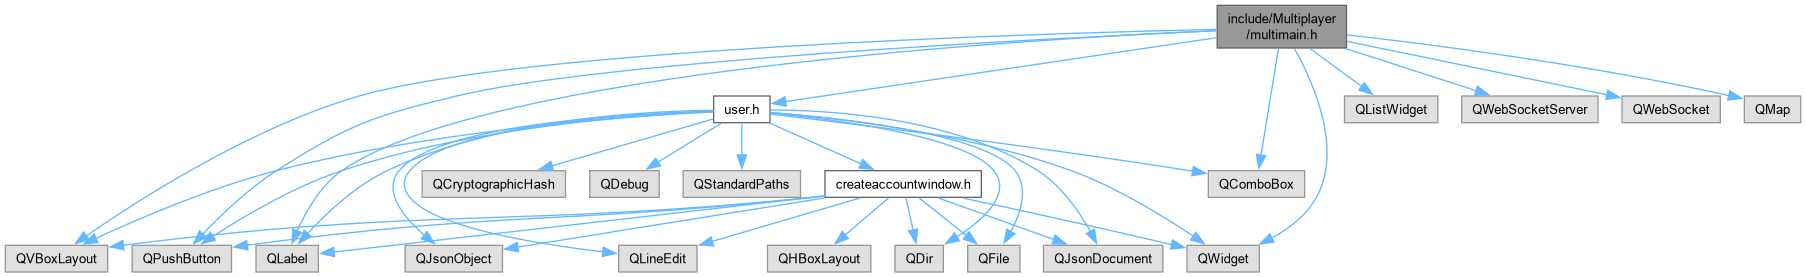 include/Multiplayer
/multimain.h
user.h
QListWidget
QWebSocketServer
QWebSocket
QMap
QCryptographicHash
QDebug
QStandardPaths
createaccountwindow.h
QComboBox
QVBoxLayout
QPushButton
QLabel
QJsonObject
QLineEdit
QHBoxLayout
QDir
QFile
QJsonDocument
QWidget